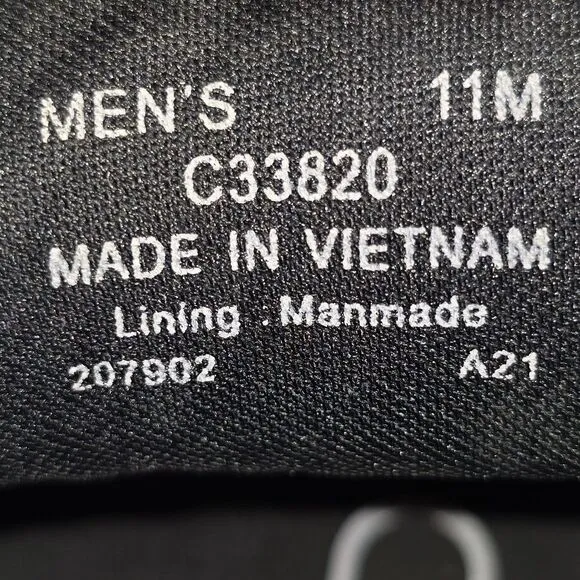 MEN'S 11M
C33820
MADE IN VIETNAM
Lining . Manmade
207902 A21